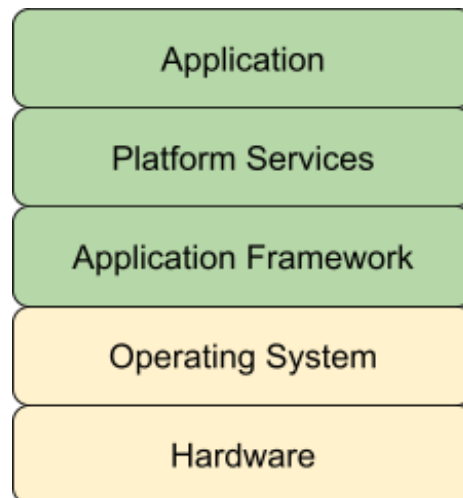 Application
Platform Services
Application Framework
Operating System
Hardware